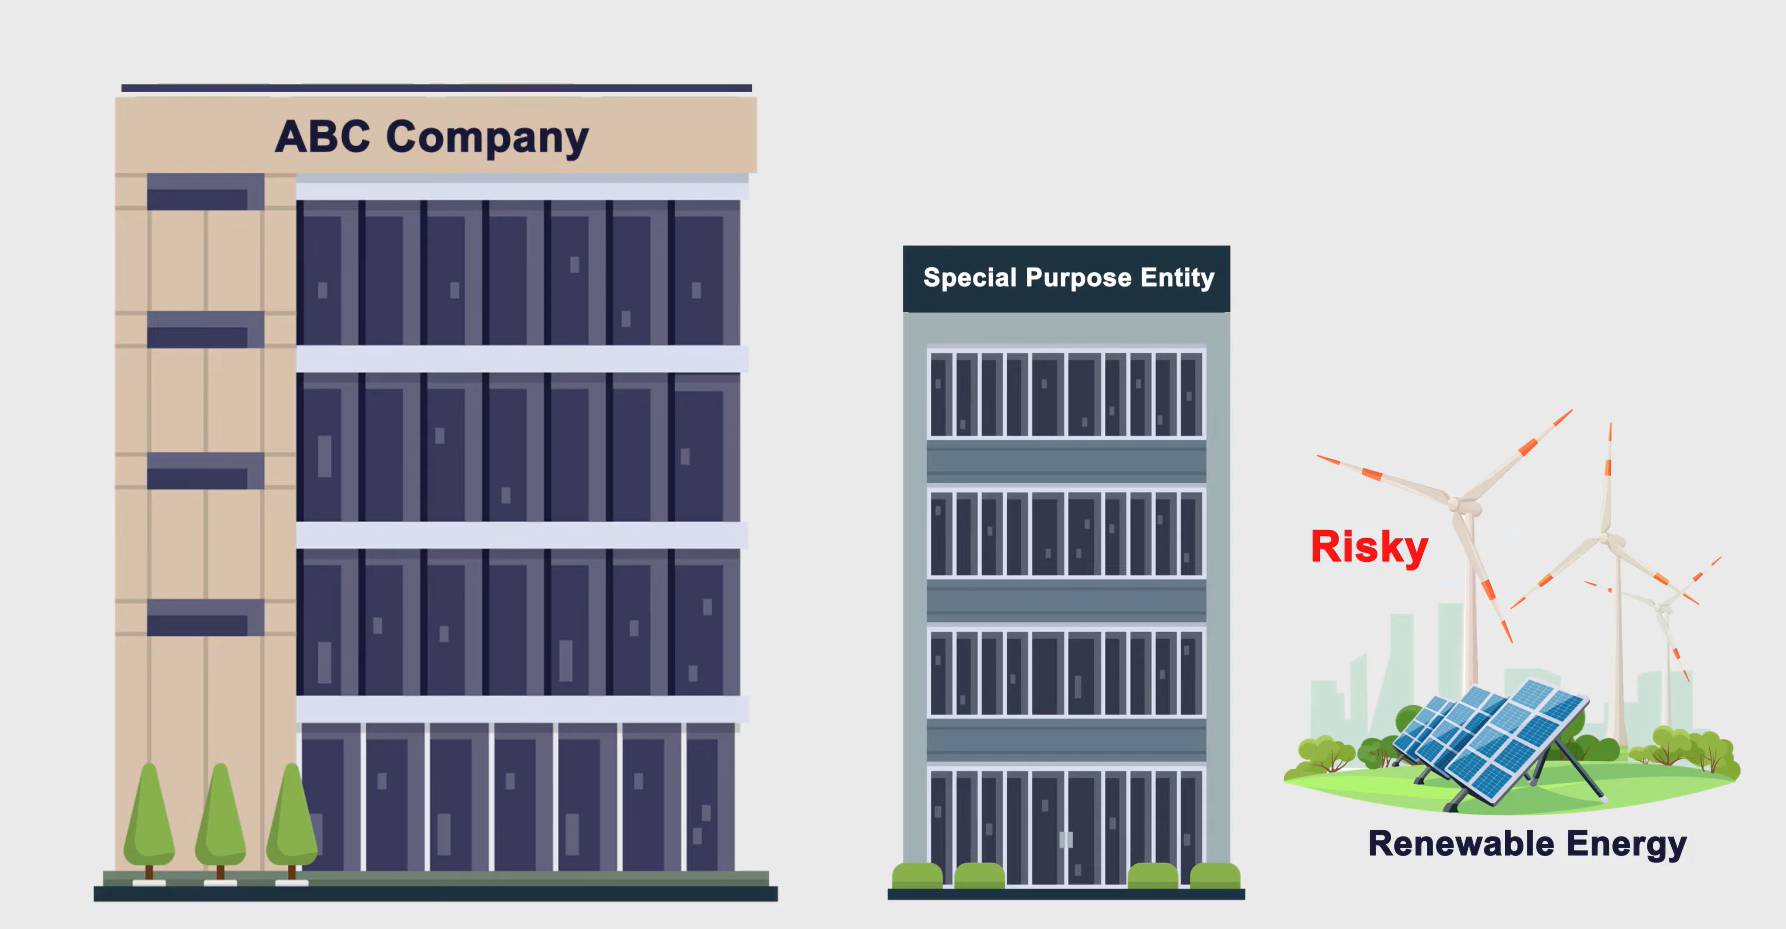 ABC Company
Special Purpose Entity
Risky
Renewable Energy